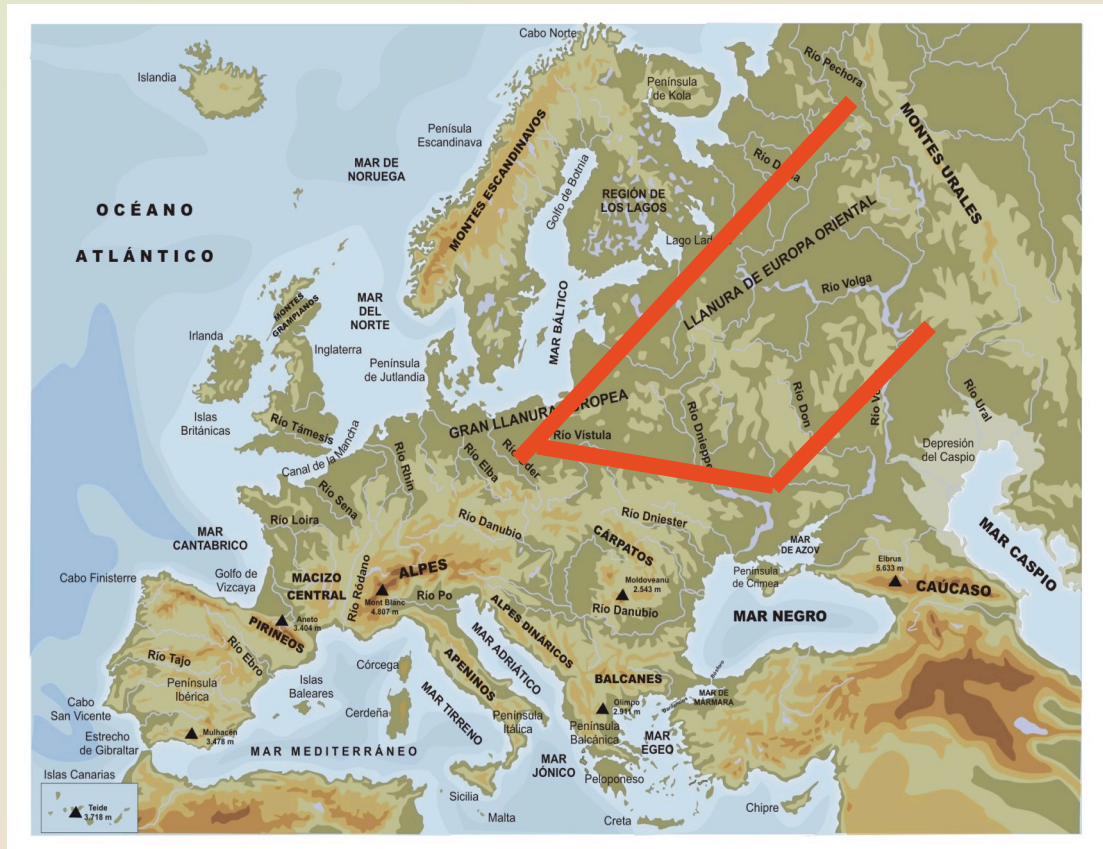 Cabo Norte
Islandia
Península
de Kola
Río Pechora
Penísula
Escandinava
MONTES ESCANDINAVOS
MAR DE
NORUEGA
Golfo de Botnia
REGIÓN DE
LOS LAGOS
MONTES URALES
OCÉANO
ATLÁNTICO
LLANURA DE EUROPA ORIENTAL
Río Volga
MONTES
GRAMPIANOS
MAR
DEL
NORTE
MAR BALTICO
Irlanda
Inglaterra
Península
de Jutlandia
Islas
Británicas
Río Támesis
Canal de la Mancha
GRAN LLANURA
Río Vístula
Río Elba
Río Rhin
Río Dnieppe
Río Don
Río Ural
Depresión
del Caspio
Río Sena
Río Loira
Río Danubio
Río Dniester
CÁRPATOS
MAR
CANTABRICO
Golfo de
Vizcaya
Cabo Finisterre
MACIZO
CENTRAL
Río Ródano
ALPES
Mont Blanc
4.807 m
Río Po
Moldoveanu
2.543 m
Río Danubio
MAR
DE AZOV
Península
de Crimea
Elbrus
5.633 m
CAÚCASO
MAR CASPIO
MAR NEGRO
Aneto
3.404 m
PIRINEOS
Río Ebro
Río Tajo
Península
Ibérica
Islas
Baleares
Córcega
Cerdeña
APENINOS
MAR ADRIÁTICO
ALPES DINÁRICOS
MAR TIRRENO
Península
Itálica
BALCANES
Olimpo
2.911 m
Península
Balcánica
MAR DE
MÁRMARA
Bósforo
MAR
EGEO
MAR
JÓNICO
Peloponeso
Cabo
San Vicente
Estrecho
de Gibraltar
Mulhacén
3.478 m
MAR MEDITERRÁNEO
Islas Canarias
Teide
3.718 m
Sicilia
Malta
Creta
Chipre